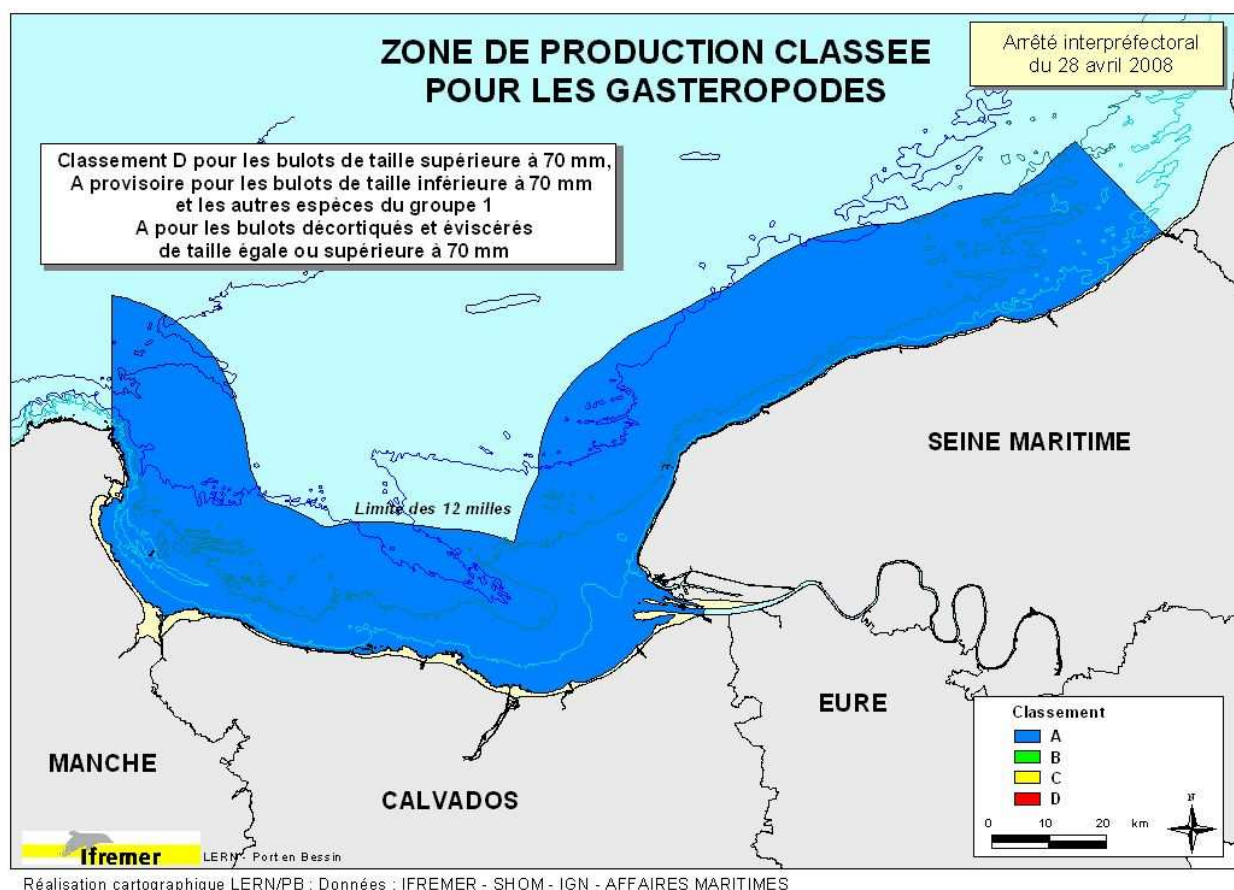 ZONE DE PRODUCTION CLASSEE
POUR LES GASTEROPODES
Arrêté interpréfectoral
du 28 avril 2008
Classement D pour les bulots de taille supérieure à 70 mm,
A provisoire pour les bulots de taille inférieure à 70 mm
et les autres espèces du groupe 1
A pour les bulots décortiqués et éviscérés
de taille égale ou supérieure à 70 mm
SEINE MARITIME
Limite des 12 milles
EURE
MANCHE
CALVADOS
Classement
A
B
C
D
0 10 20 km
N
Ifremer
LERN - Port en Bessin
Réalisation cartographique LERN/PB : Données : IFREMER - SHOM - IGN - AFFAIRES MARITIMES